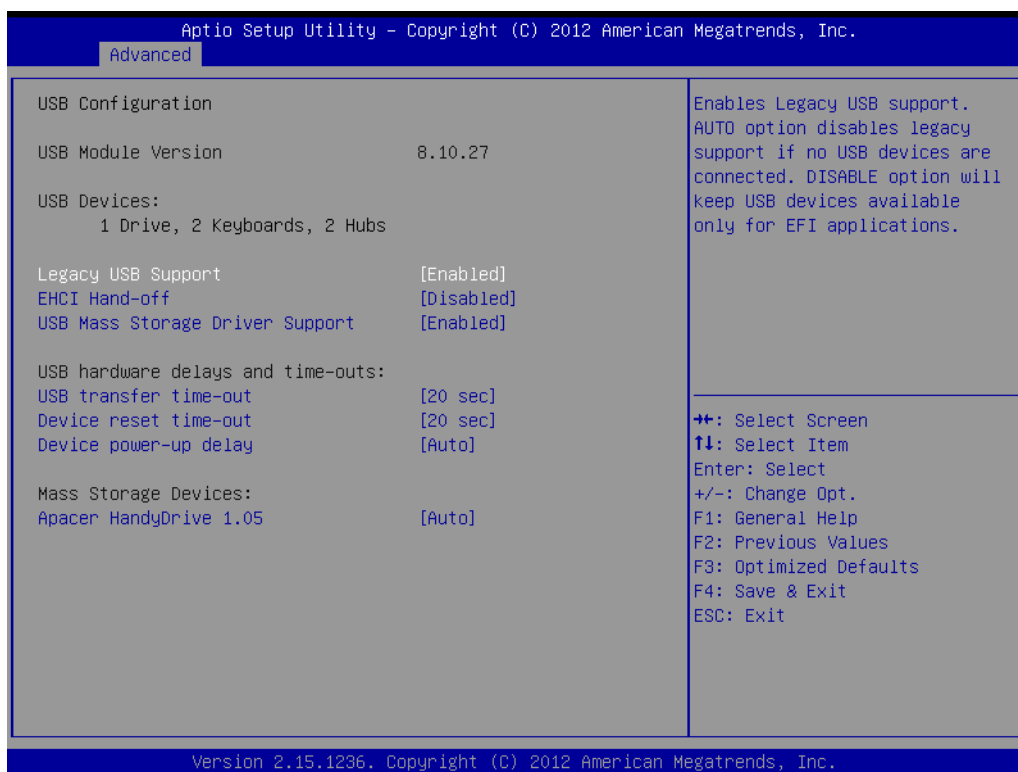 Aptio Setup Utility – Copyright (C) 2012 American Megatrends, Inc.
Advanced
USB Configuration
USB Module Version 8.10.27
USB Devices:
1 Drive, 2 Keyboards, 2 Hubs
Legacy USB Support [Enabled]
EHCI Hand-off [Disabled]
USB Mass Storage Driver Support [Enabled]
USB hardware delays and time-outs:
USB transfer time-out [20 sec]
Device reset time-out [20 sec]
Device power-up delay [Auto]
Mass Storage Devices:
Apacer HandyDrive 1.05 [Auto]
Enables Legacy USB support.
AUTO option disables legacy
support if no USB devices are
connected. DISABLE option will
keep USB devices available
only for EFI applications.
→←: Select Screen
↑↓: Select Item
Enter: Select
+/-: Change Opt.
F1: General Help
F2: Previous Values
F3: Optimized Defaults
F4: Save & Exit
ESC: Exit
Version 2.15.1236. Copyright (C) 2012 American Megatrends, Inc.